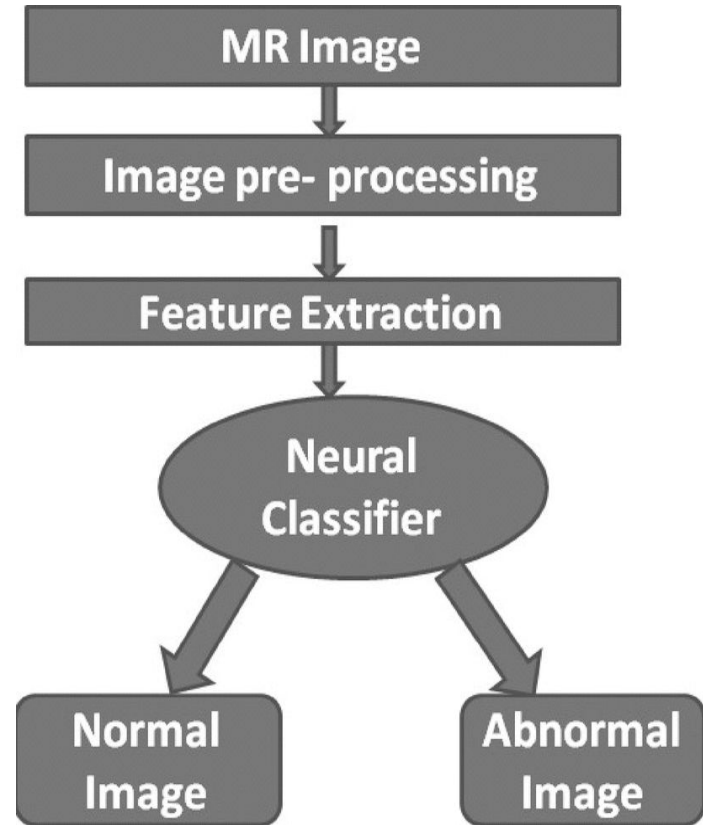 MR Image
Image pre- processing
Feature Extraction
Neural
Classifier
Normal
Image
Abnormal
Image